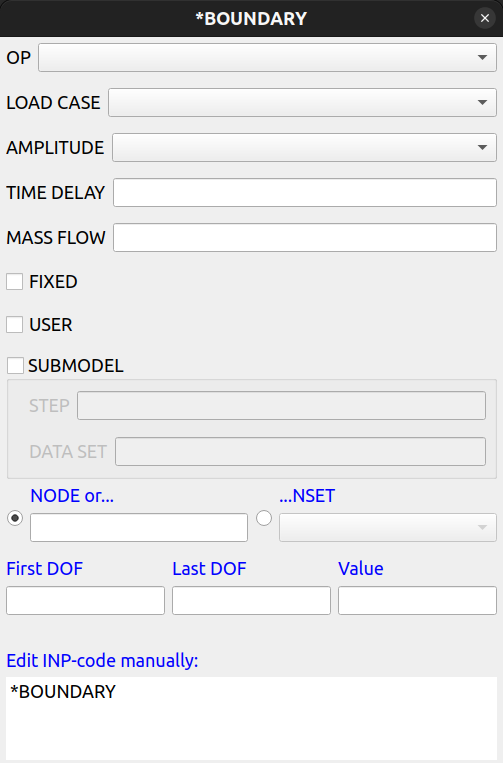 *BOUNDARY
OP
LOAD CASE
AMPLITUDE
TIME DELAY
MASS FLOW
FIXED
USER
SUBMODEL
STEP
DATA SET
NODE or... ...NSET
First DOF Last DOF Value
Edit INP-code manually:
*BOUNDARY